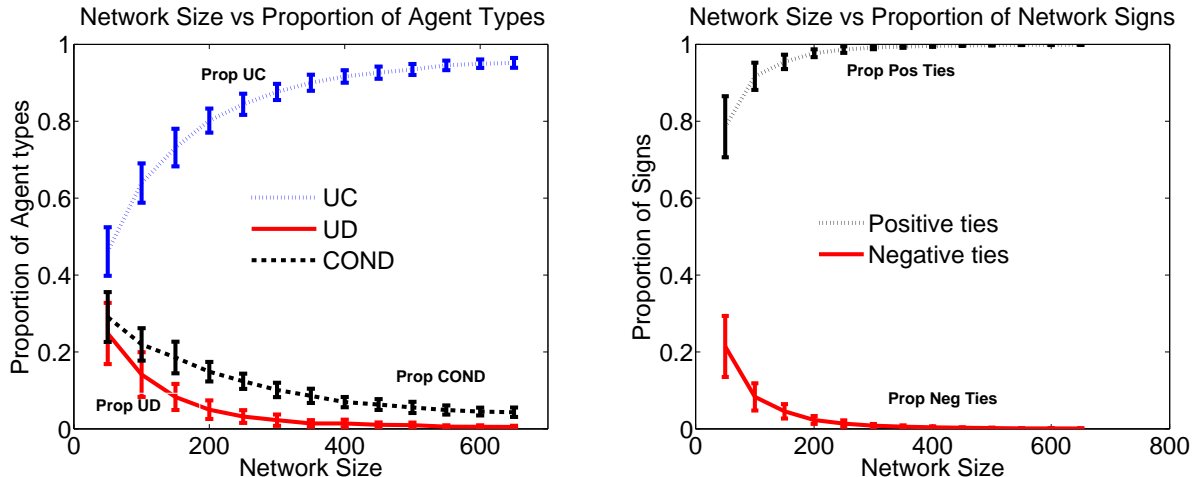 Network Size vs Proportion of Agent Types
Proportion of Agent types
1
0.8
0.6
0.4
0.2
0
0
200
400
600
Network Size
Prop UC
UC
UD
COND
Prop COND
Prop UD
Network Size vs Proportion of Network Signs
Proportion of Signs
1
0.8
0.6
0.4
0.2
0
0
200
400
600
800
Network Size
Prop Pos Ties
Positive ties
Negative ties
Prop Neg Ties